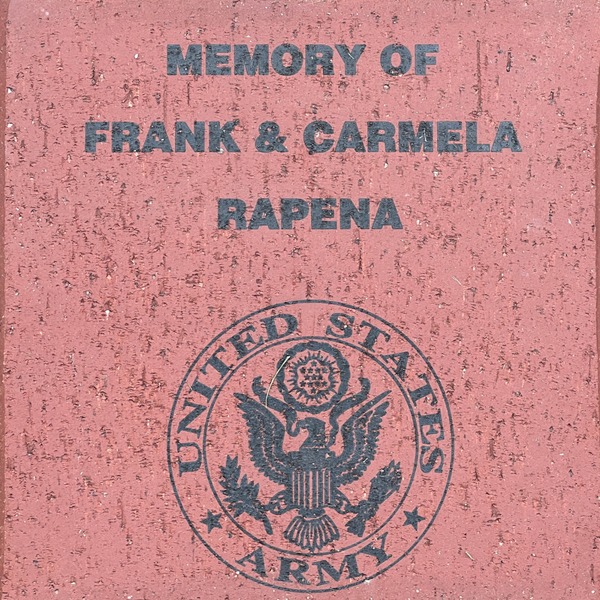 MEMORY OF
FRANK & CARMELA
RAPENA
UNITED STATES
ARMY